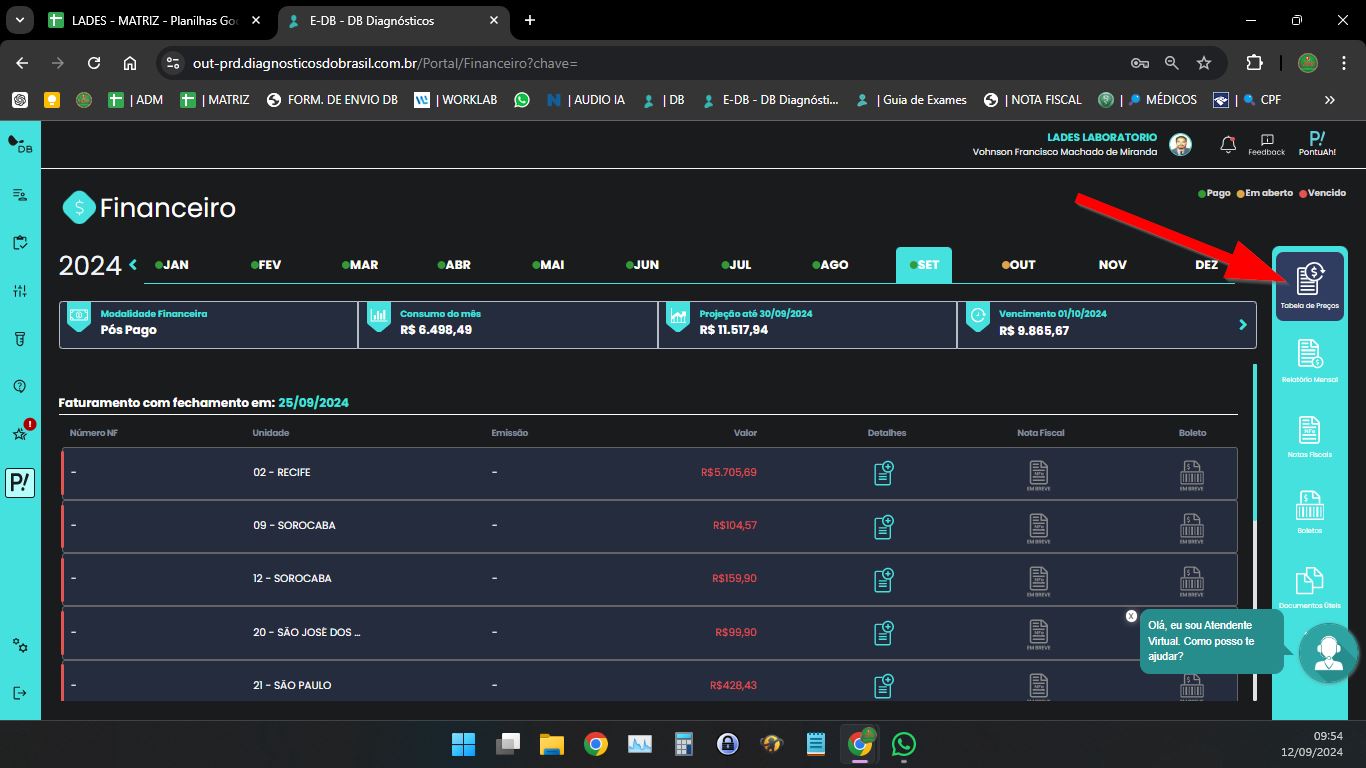 LADES - MATRIZ - Planilhas Goo
E-DB - DB Diagnósticos
out-prd.diagnosticosdobrasil.com.br/Portal/Financeiro?chave=
| ADM
| MATRIZ
FORM. DE ENVIO DB
| WORKLAB
| AUDIO IA
| DB
E-DB - DB Diagnósti...
| Guia de Exames
| NOTA FISCAL
| MÉDICOS
| CPF
DB
LADES LABORATORIO
Vohnson Francisco Machado de Miranda
Feedback
P!
PontuAh!
Financeiro
Pago
Em aberto
Vencido
2024
JAN
FEV
MAR
ABR
MAI
JUN
JUL
AGO
SET
OUT
NOV
DEZ
Modalidade Financeira
Pós Pago
Consumo do mês
R$ 6.498,49
Projeção até 30/09/2024
R$ 11.517,94
Vencimento 01/10/2024
R$ 9.865,67
Faturamento com fechamento em: 25/09/2024
Número NF Unidade Emissão Valor Detalhes Nota Fiscal Boleto
- 02 - RECIFE - R$5.705,69 EM BREVE EM BREVE
- 09 - SOROCABA - R$104,57 EM BREVE EM BREVE
- 12 - SOROCABA - R$159,90 EM BREVE EM BREVE
- 20 - SÃO JOSÉ DOS ... - R$99,90 EM BREVE
- 21 - SÃO PAULO - R$428,43 EM BREVE EM BREVE
P!
Tabela de Preços
Relatório Mensal
NFe
Notas Fiscais
Boletos
Documentos Úteis
X
Olá, eu sou Atendente
Virtual. Como posso te
ajudar?
09:54
12/09/2024